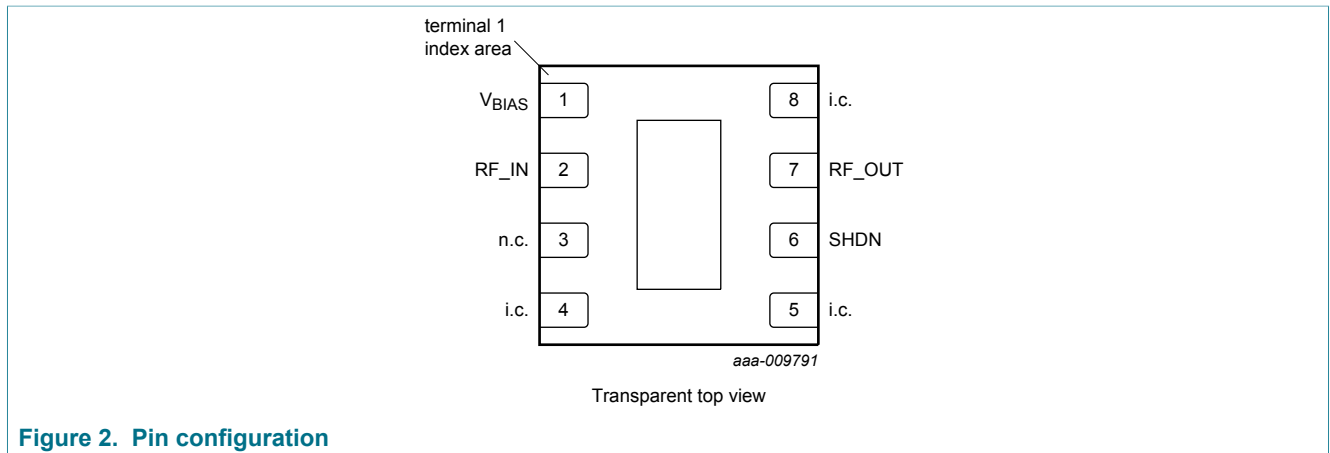 terminal 1
index area
VBIAS 1 8 i.c.
RF_IN 2 7 RF_OUT
n.c. 3 6 SHDN
i.c. 4 5 i.c.
aaa-009791
Transparent top view
Figure 2. Pin configuration